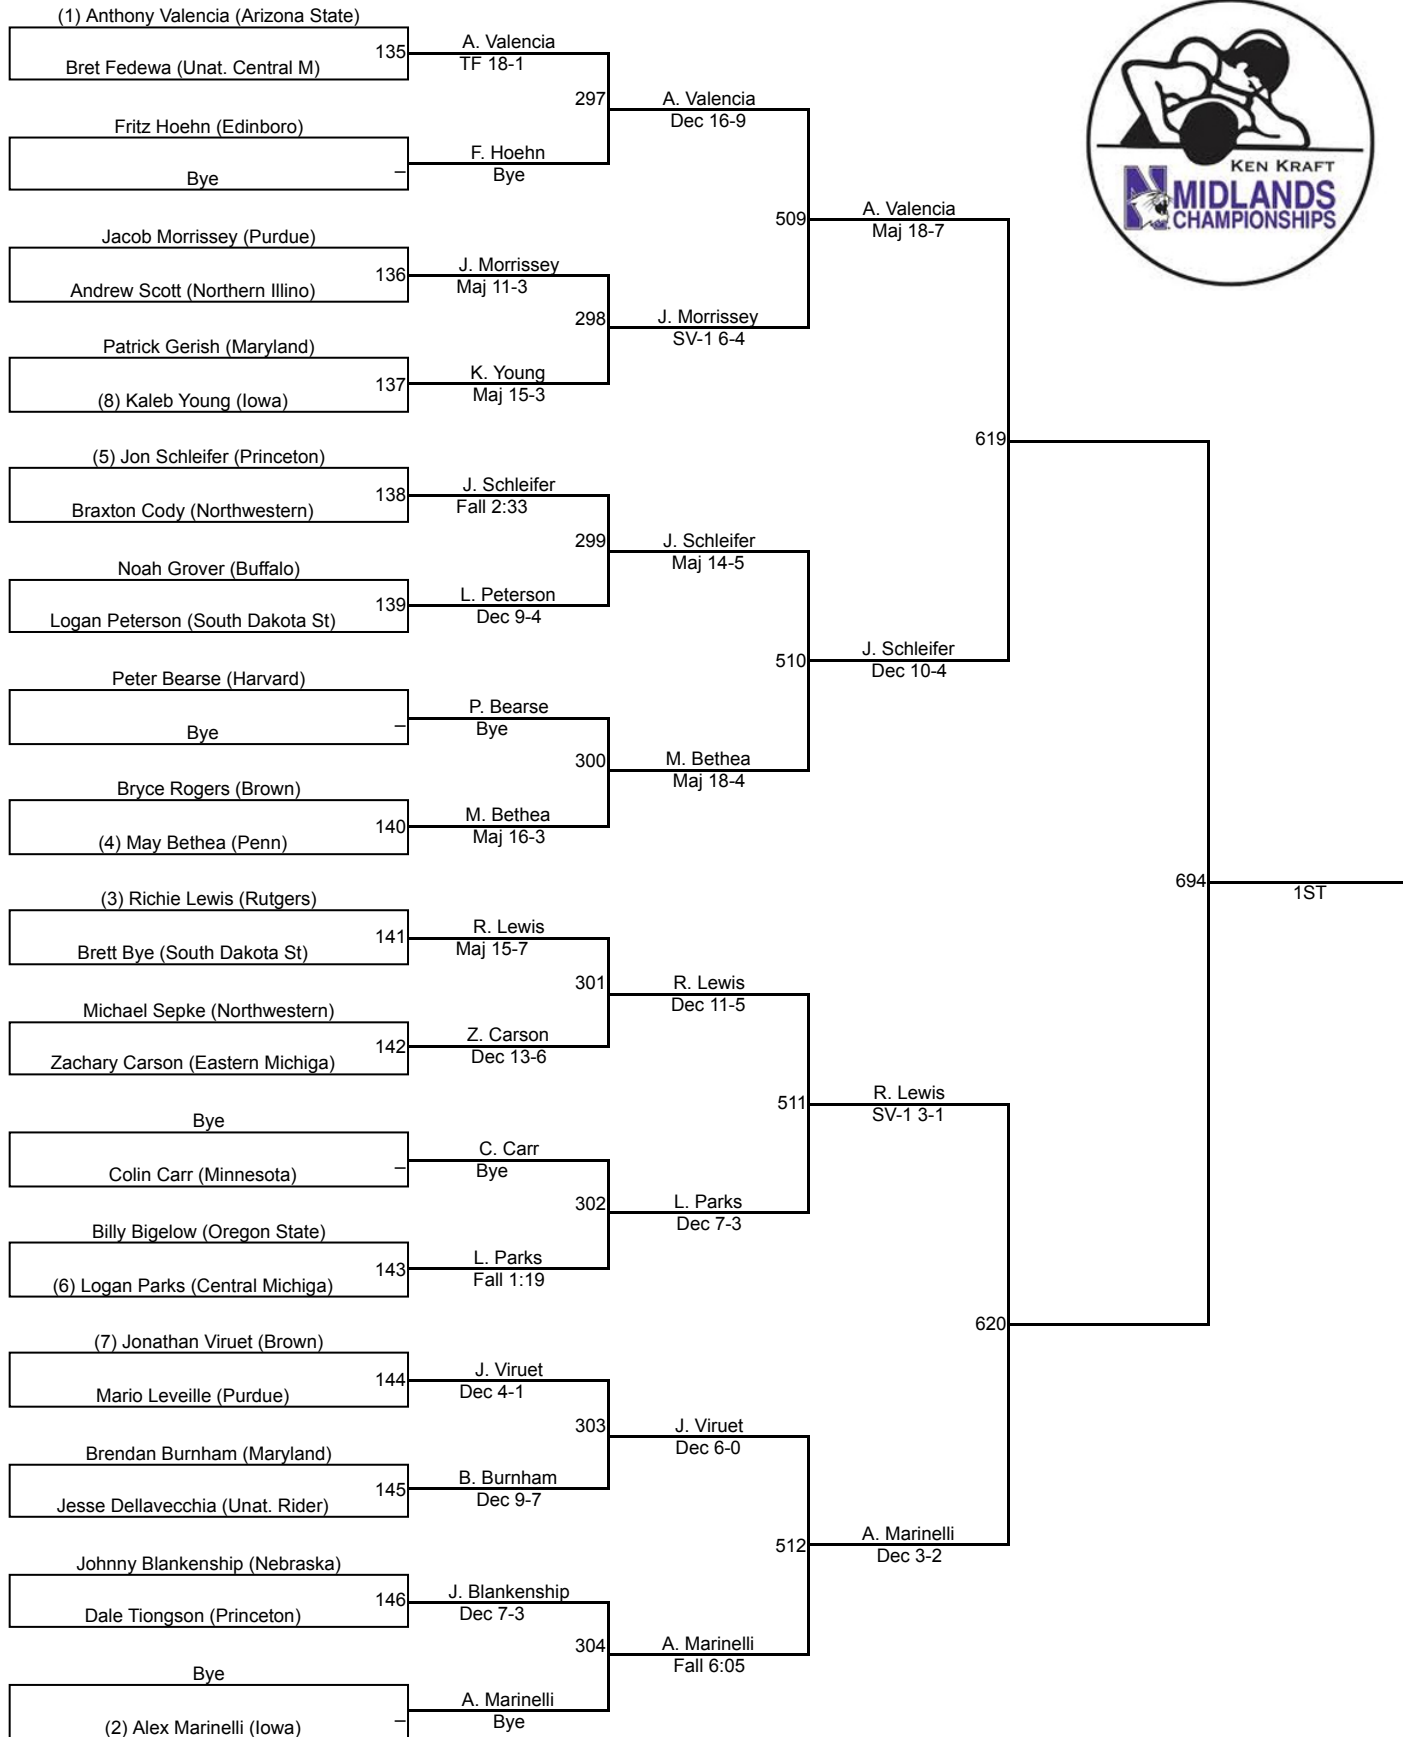 (1) Anthony Valencia (Arizona State)
135
Bret Fedewa (Unat. Central M)
A. Valencia
TF 18-1
297
Fritz Hoehn (Edinboro)
Bye
–
F. Hoehn
Bye
A. Valencia
Dec 16-9
509
Jacob Morrissey (Purdue)
136
Andrew Scott (Northern Illino)
J. Morrissey
Maj 11-3
298
Patrick Gerish (Maryland)
137
(8) Kaleb Young (Iowa)
K. Young
Maj 15-3
J. Morrissey
SV-1 6-4
A. Valencia
Maj 18-7
619
(5) Jon Schleifer (Princeton)
138
Braxton Cody (Northwestern)
J. Schleifer
Fall 2:33
299
Noah Grover (Buffalo)
139
Logan Peterson (South Dakota St)
L. Peterson
Dec 9-4
J. Schleifer
Maj 14-5
510
Peter Bearse (Harvard)
Bye
–
P. Bearse
Bye
300
Bryce Rogers (Brown)
140
(4) May Bethea (Penn)
M. Bethea
Maj 16-3
M. Bethea
Maj 18-4
J. Schleifer
Dec 10-4
694
1ST
(3) Richie Lewis (Rutgers)
141
Brett Bye (South Dakota St)
R. Lewis
Maj 15-7
301
Michael Sepke (Northwestern)
142
Zachary Carson (Eastern Michiga)
Z. Carson
Dec 13-6
R. Lewis
Dec 11-5
511
Bye
Colin Carr (Minnesota)
–
C. Carr
Bye
302
Billy Bigelow (Oregon State)
143
(6) Logan Parks (Central Michiga)
L. Parks
Fall 1:19
L. Parks
Dec 7-3
R. Lewis
SV-1 3-1
620
(7) Jonathan Viruet (Brown)
144
Mario Leveille (Purdue)
J. Viruet
Dec 4-1
303
Brendan Burnham (Maryland)
145
Jesse Dellavecchia (Unat. Rider)
B. Burnham
Dec 9-7
J. Viruet
Dec 6-0
512
Johnny Blankenship (Nebraska)
146
Dale Tiongson (Princeton)
J. Blankenship
Dec 7-3
304
Bye
(2) Alex Marinelli (Iowa)
–
A. Marinelli
Bye
A. Marinelli
Fall 6:05
A. Marinelli
Dec 3-2
KEN KRAFT
N MIDLANDS
CHAMPIONSHIPS